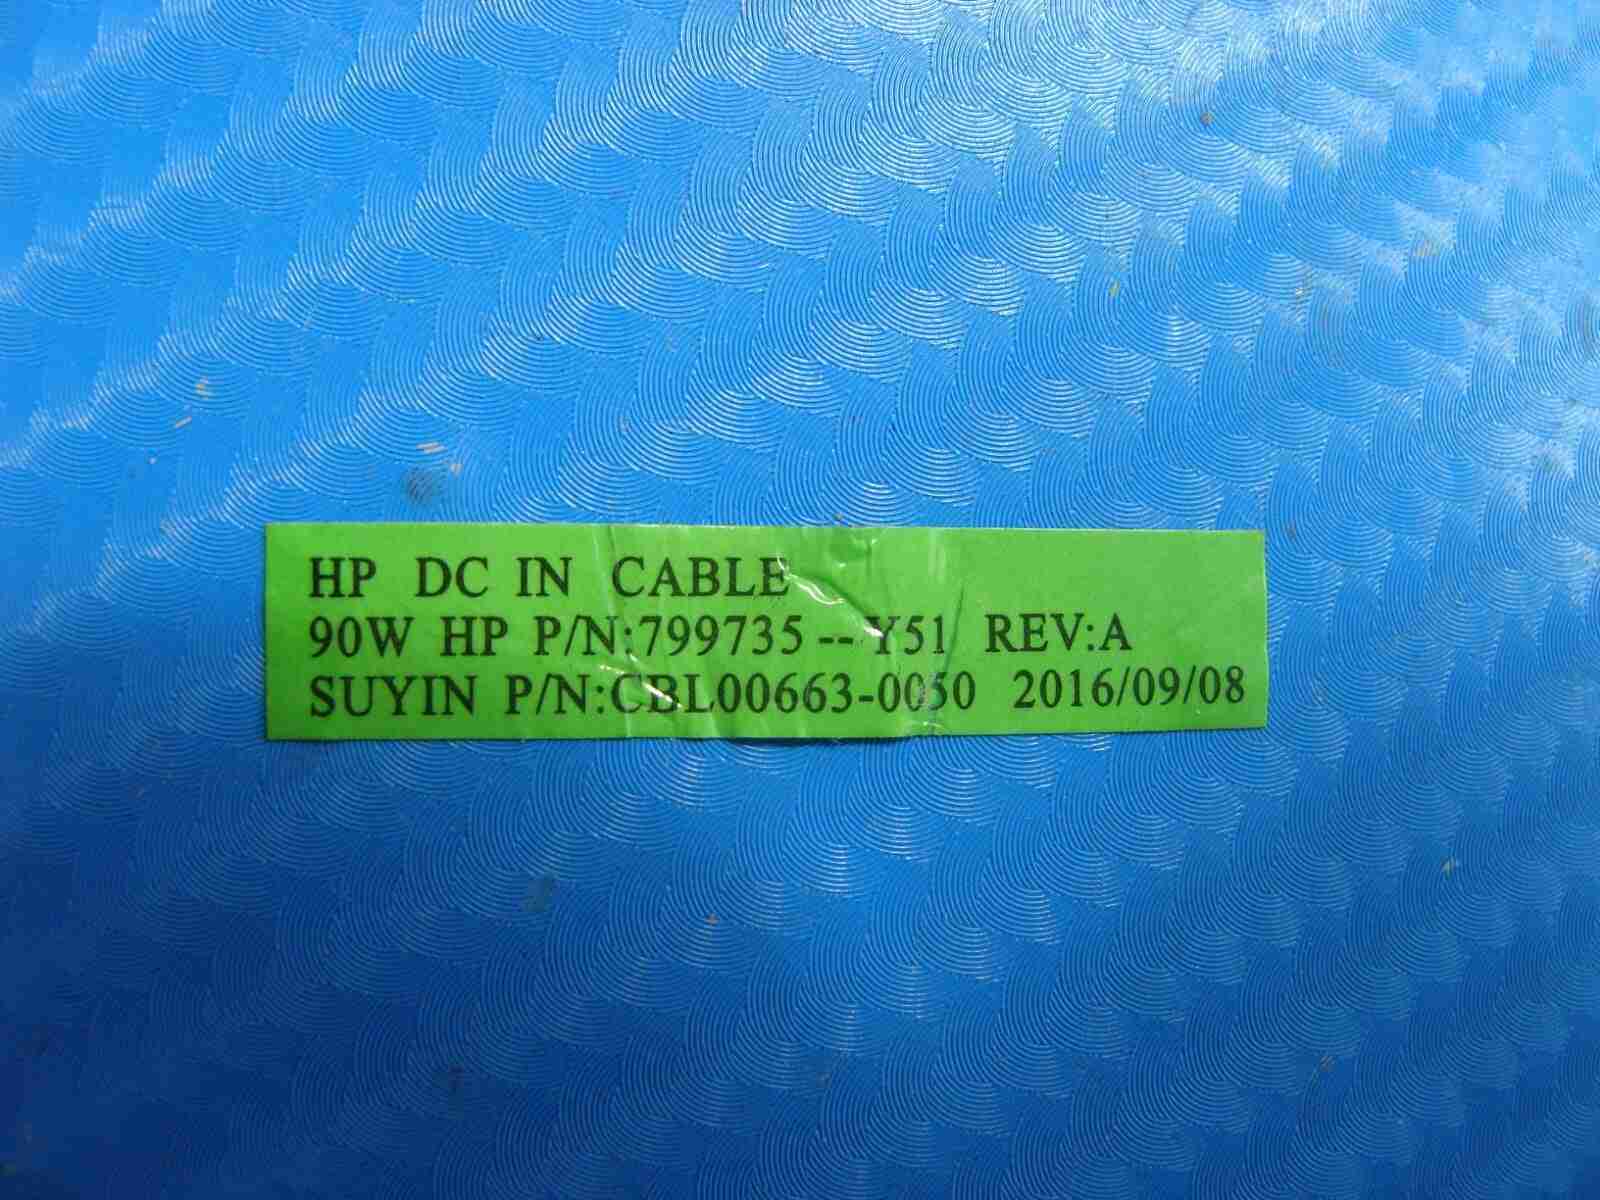 HP DC IN CABLE
90W HP P/N:799735--Y51 REV:A
SUYIN P/N:CBL00663-0050 2016/09/08